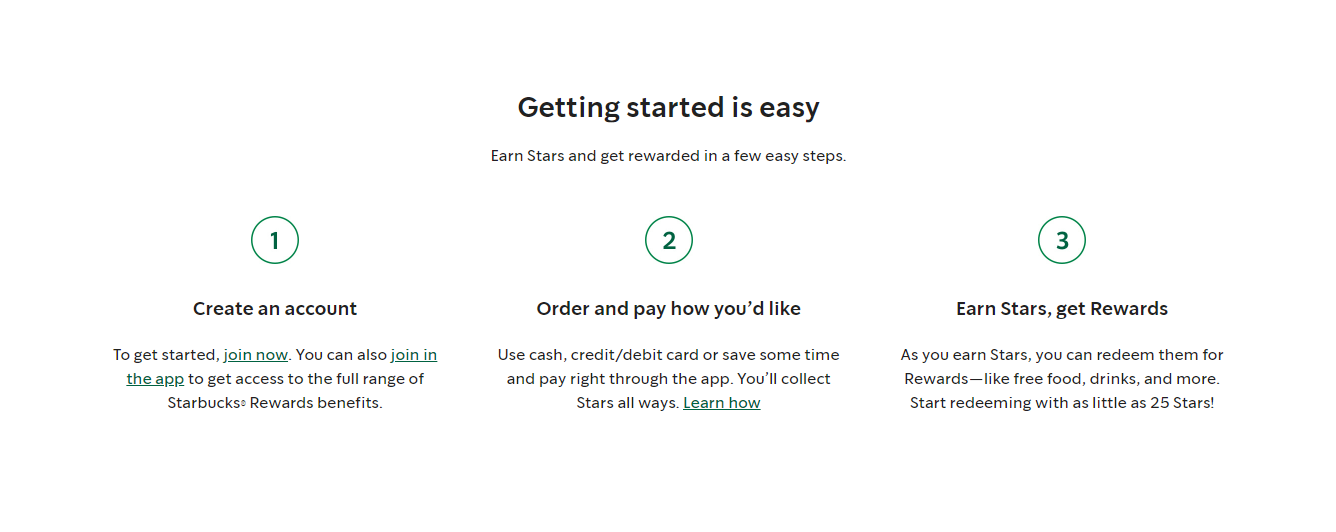 Getting started is easy
Earn Stars and get rewarded in a few easy steps.
1
Create an account
To get started, join now. You can also join in
the app to get access to the full range of
Starbucks® Rewards benefits.
2
Order and pay how you’d like
Use cash, credit/debit card or save some time
and pay right through the app. You’ll collect
Stars all ways. Learn how
3
Earn Stars, get Rewards
As you earn Stars, you can redeem them for
Rewards—like free food, drinks, and more.
Start redeeming with as little as 25 Stars!